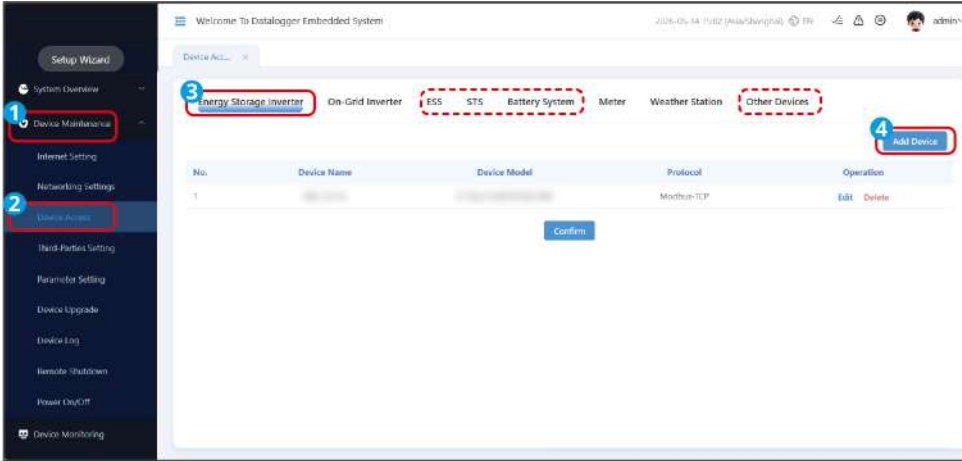 Welcome To Datalogger Embedded System
EN
admin
Setup Wizard
Device Acc...
System Overview
3
Energy Storage Inverter On-Grid Inverter ESS STS Battery System Meter Weather Station Other Devices
1
Device Maintenance
4
Add Device
Internet Setting
No. Device Name Device Model Protocol Operation
Networking Settings
1 Modbus-TCP Edit Delete
2
Device Access
Confirm
Third-Parties Setting
Parameter Setting
Device Upgrade
Device Log
Remote Shutdown
Power On/Off
Device Monitoring